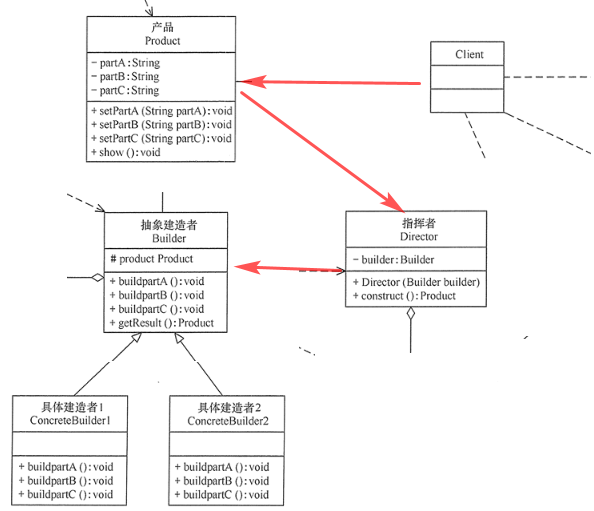 产品
Product
- partA:String
- partB:String
- partC:String
+ setPartA (String partA):void
+ setPartB (String partB):void
+ setPartC (String partC):void
+ show ():void
Client
抽象建造者
Builder
# product Product
+ buildpartA ():void
+ buildpartB ():void
+ buildpartC ():void
+ getResult ():Product
指挥者
Director
- builder:Builder
+ Director (Builder builder)
+ construct ():Product
具体建造者1
ConcreteBuilder1
+ buildpartA ():void
+ buildpartB ():void
+ buildpartC ():void
具体建造者2
ConcreteBuilder2
+ buildpartA ():void
+ buildpartB ():void
+ buildpartC ():void